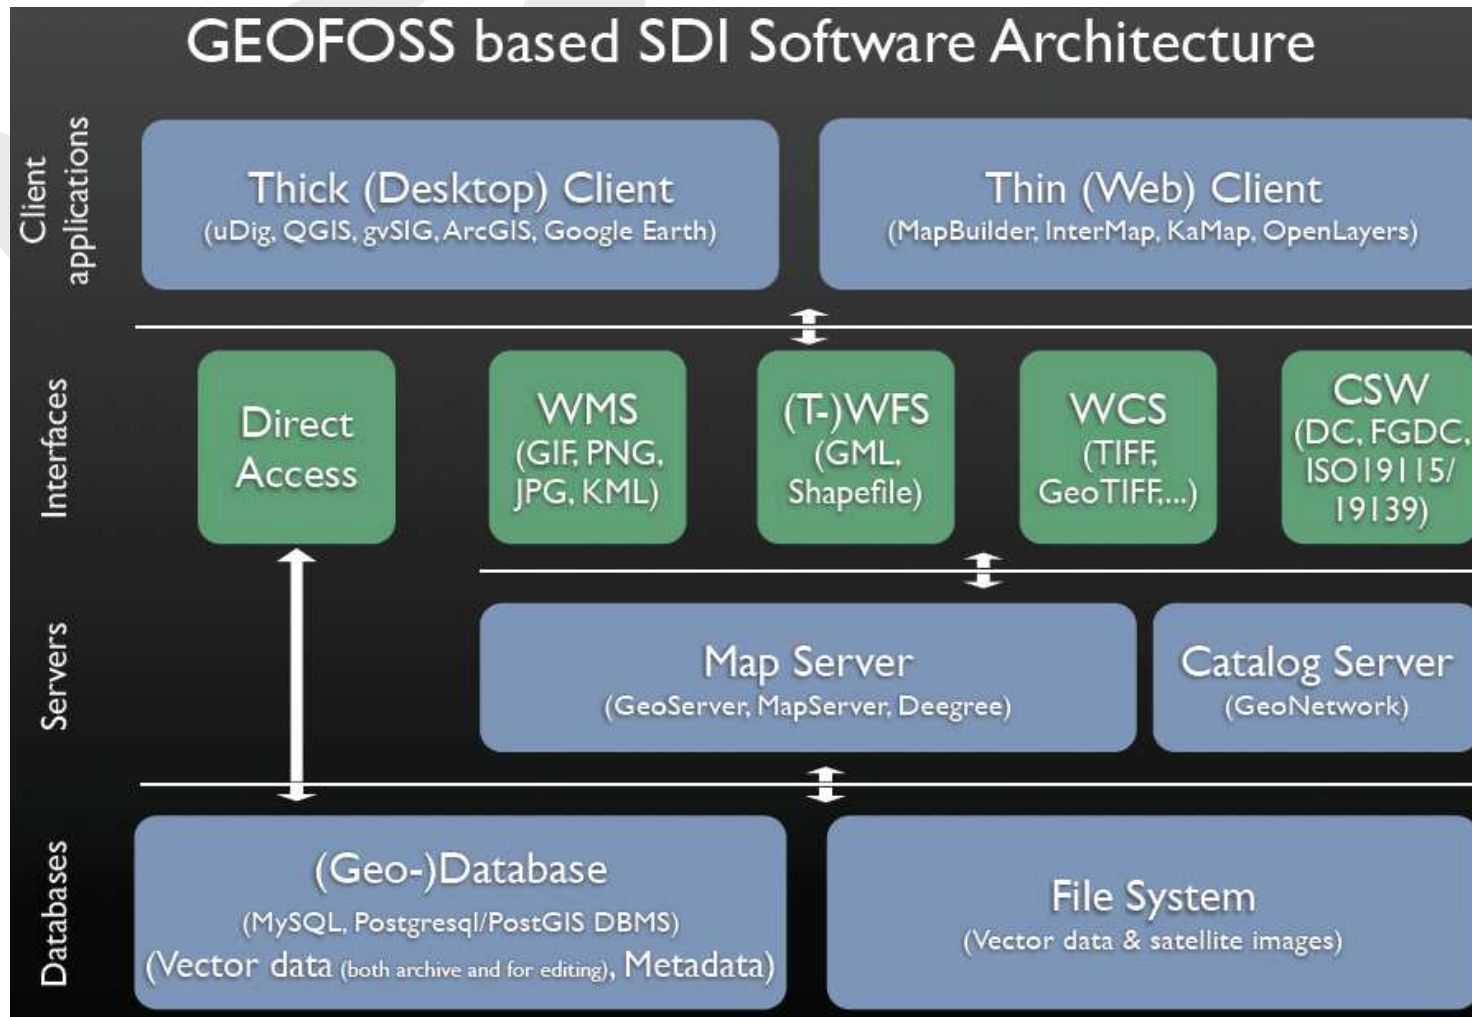 GEOFOSS based SDI Software Architecture
Client
applications
Thick (Desktop) Client
(uDig, QGIS, gvSIG, ArcGIS, Google Earth)
Thin (Web) Client
(MapBuilder, InterMap, KaMap, OpenLayers)
Interfaces
Direct
Access
WMS
(GIF, PNG,
JPG, KML)
(T-)WFS
(GML,
Shapefile)
WCS
(TIFF,
GeoTIFF,...)
CSW
(DC, FGDC,
ISO19115/
19139)
Servers
Map Server
(GeoServer, MapServer, Deegree)
Catalog Server
(GeoNetwork)
Databases
(Geo-)Database
(MySQL, Postgresql/PostGIS DBMS)
(Vector data (both archive and for editing), Metadata)
File System
(Vector data & satellite images)